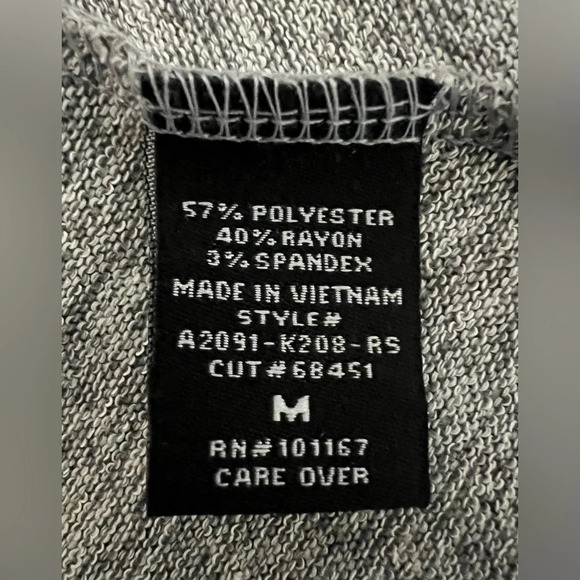 57% POLYESTER
40% RAYON
3% SPANDEX
MADE IN VIETNAM
STYLE#
A2091-K208-RS
CUT#68451
M
RN#101167
CARE OVER